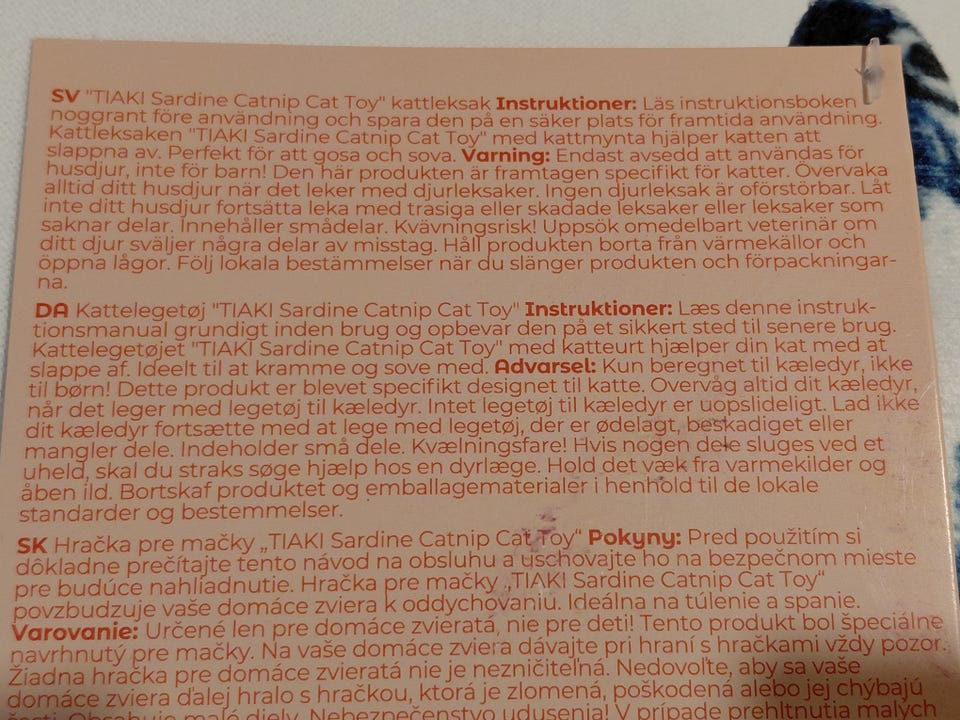 SV "TIAKI Sardine Catnip Cat Toy" kattleksak Instruktioner: Läs instruktionsboken
noggrant före användning och spara den på en säker plats för framtida användning.
Kattleksaken "TIAKI Sardine Catnip Cat Toy" med kattmynta hjälper katten att
slappna av. Perfekt för att gosa och sova. Varning: Endast avsedd att användas för
husdjur, inte för barn! Den här produkten är framtagen specifikt för katter. Övervaka
alltid ditt husdjur när det leker med djurleksaker. Ingen djurleksak är oförstörbar. Låt
inte ditt husdjur fortsätta leka med trasiga eller skadade leksaker eller leksaker som
saknar delar. Innehåller smådelar. Kvävningsrisk! Uppsök omedelbart veterinär om
ditt djur sväljer några delar av misstag. Håll produkten borta från värmekällor och
öppna lågor. Följ lokala bestämmelser när du slänger produkten och förpackningar-
na.
DA Kattelegetøj "TIAKI Sardine Catnip Cat Toy" Instruktioner: Læs denne instruk-
tionsmanual grundigt inden brug og opbevar den på et sikkert sted til senere brug.
Kattelegetøjet "TIAKI Sardine Catnip Cat Toy" med katteurt hjælper din kat med at
slappe af. Ideelt til at kramme og sove med. Advarsel: Kun beregnet til kæledyr, ikke
til børn! Dette produkt er blevet specifikt designet til katte. Overvåg altid dit kæledyr,
når det leger med legetøj til kæledyr. Intet legetøj til kæledyr er uopslideligt. Lad ikke
dit kæledyr fortsætte med at lege med legetøj, der er ødelagt, beskadiget eller
mangler dele. Indeholder små dele. Kvælningsfare! Hvis nogen dele sluges ved et
uheld, skal du straks søge hjælp hos en dyrlæge. Hold det væk fra varmekilder og
åben ild. Bortskaf produktet og emballagematerialer i henhold til de lokale
standarder og bestemmelser.
SK Hračka pre mačky „TIAKI Sardine Catnip Cat Toy“ Pokyny: Pred použitím si
dôkladne prečítajte tento návod na obsluhu a uschovajte ho na bezpečnom mieste
pre budúce nahliadnutie. Hračka pre mačky „TIAKI Sardine Catnip Cat Toy“
povzbudzuje vaše domáce zviera k oddychovaniu. Ideálna na túlenie a spanie.
Varovanie: Určené len pre domáce zvieratá, nie pre deti! Tento produkt bol špeciálne
navrhnutý pre mačky. Na vaše domáce zviera dávajte pri hraní s hračkami vždy pozor.
Žiadna hračka pre domáce zvieratá nie je nezničiteľná. Nedovoľte, aby sa vaše
domáce zviera ďalej hralo s hračkou, ktorá je zlomená, poškodená alebo jej chýbajú
Obsahuje malé diely. Nebezpečenstvo udusenia! V prípade prehltnutia malých